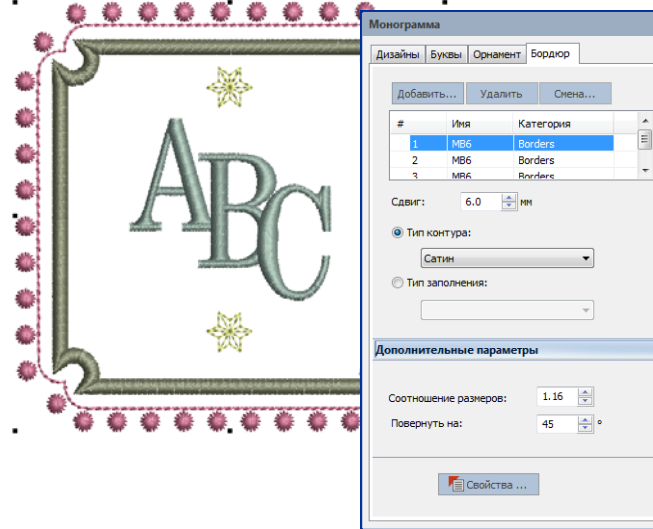 Монограмма
Дизайны Буквы Орнамент Бордюр
Добавить... Удалить Смена...
# Имя Категория
1 MB6 Borders
2 MB6 Borders
3 MB6 Borders
Сдвиг: 6.0 мм
Тип контура:
Сатин
Тип заполнения:
Дополнительные параметры
Соотношение размеров: 1.16
Повернуть на: 45 °
Свойства ...
ABC